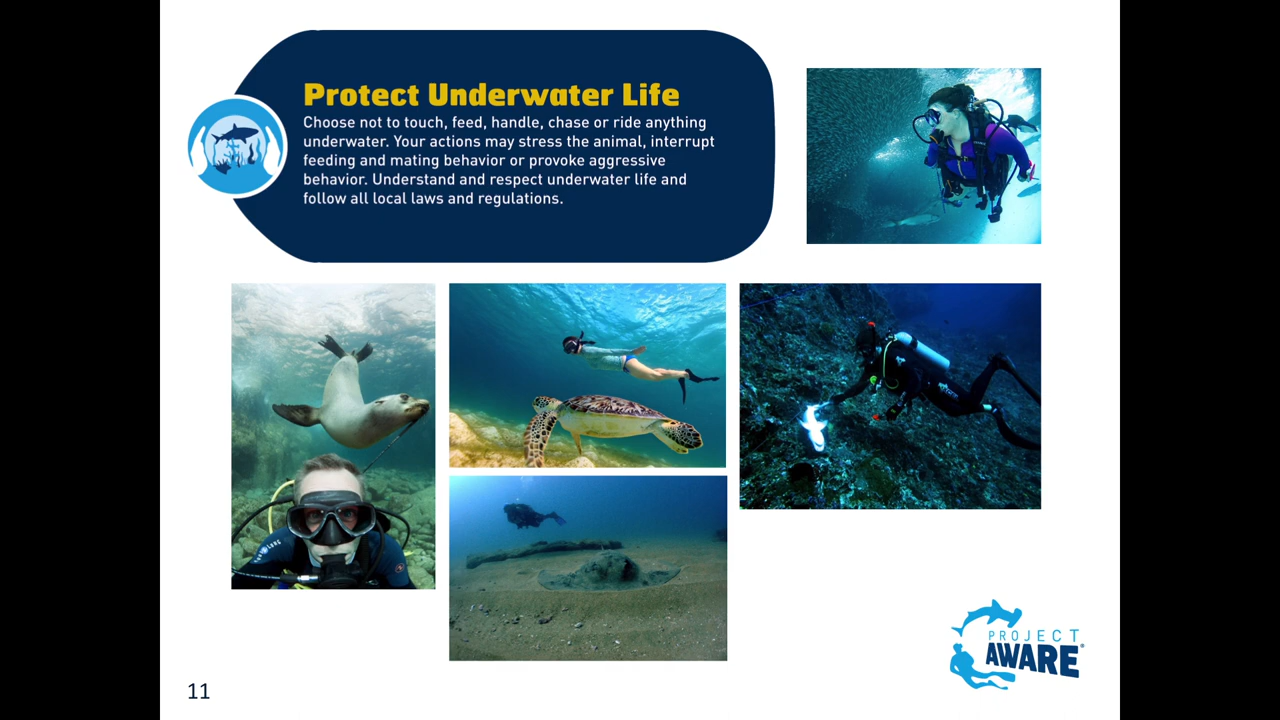 Protect Underwater Life
Choose not to touch, feed, handle, chase or ride anything
underwater. Your actions may stress the animal, interrupt
feeding and mating behavior or provoke aggressive
behavior. Understand and respect underwater life and
follow all local laws and regulations.
PROJECT
AWARE®
11